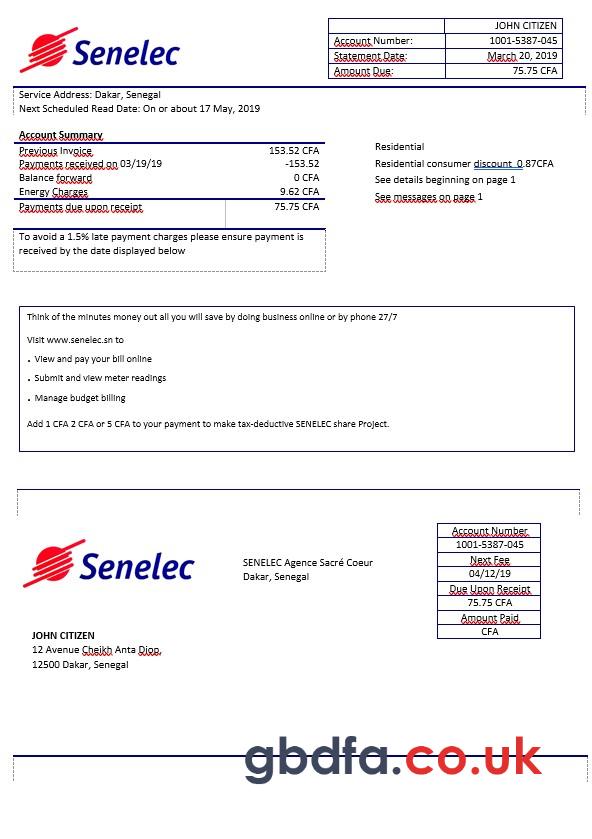 Senelec
JOHN CITIZEN
Account Number: 1001-5387-045
Statement Date: March 20, 2019
Amount Due: 75.75 CFA
Service Address: Dakar, Senegal
Next Scheduled Read Date: On or about 17 May, 2019
Account Summary
Previous Invoice 153.52 CFA
Payments received on 03/19/19 -153.52
Balance forward 0 CFA
Energy Charges 9.62 CFA
Payments due upon receipt 75.75 CFA
Residential
Residential consumer discount 0.87CFA
See details beginning on page 1
See messages on page 1
To avoid a 1.5% late payment charges please ensure payment is
received by the date displayed below
Think of the minutes money out all you will save by doing business online or by phone 27/7
Visit www.senelec.sn to
• View and pay your bill online
• Submit and view meter readings
• Manage budget billing
Add 1 CFA 2 CFA or 5 CFA to your payment to make tax-deductive SENELEC share Project.
Senelec
SENELEC Agence Sacré Coeur
Dakar, Senegal
Account Number
1001-5387-045
Next Fee
04/12/19
Due Upon Receipt
75.75 CFA
Amount Paid
CFA
JOHN CITIZEN
12 Avenue Cheikh Anta Diop,
12500 Dakar, Senegal
gbdfa.co.uk